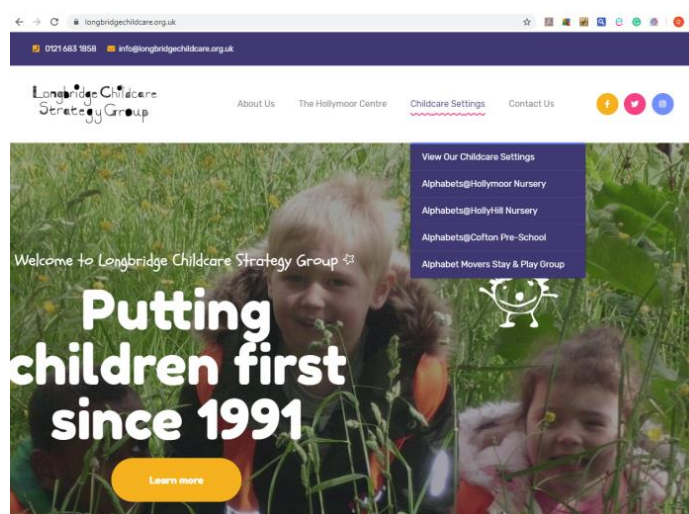 longbridgechildcare.org.uk
0121 683 1858 info@longbridgechildcare.org.uk
Longbridge Childcare
Strategy Group
About Us The Hollymoor Centre Childcare Settings Contact Us
View Our Childcare Settings
Alphabets@Hollymoor Nursery
Alphabets@HollyHill Nursery
Alphabets@Cofton Pre-School
Alphabet Movers Stay & Play Group
Welcome to Longbridge Childcare Strategy Group
Putting
children first
since 1991
Learn more